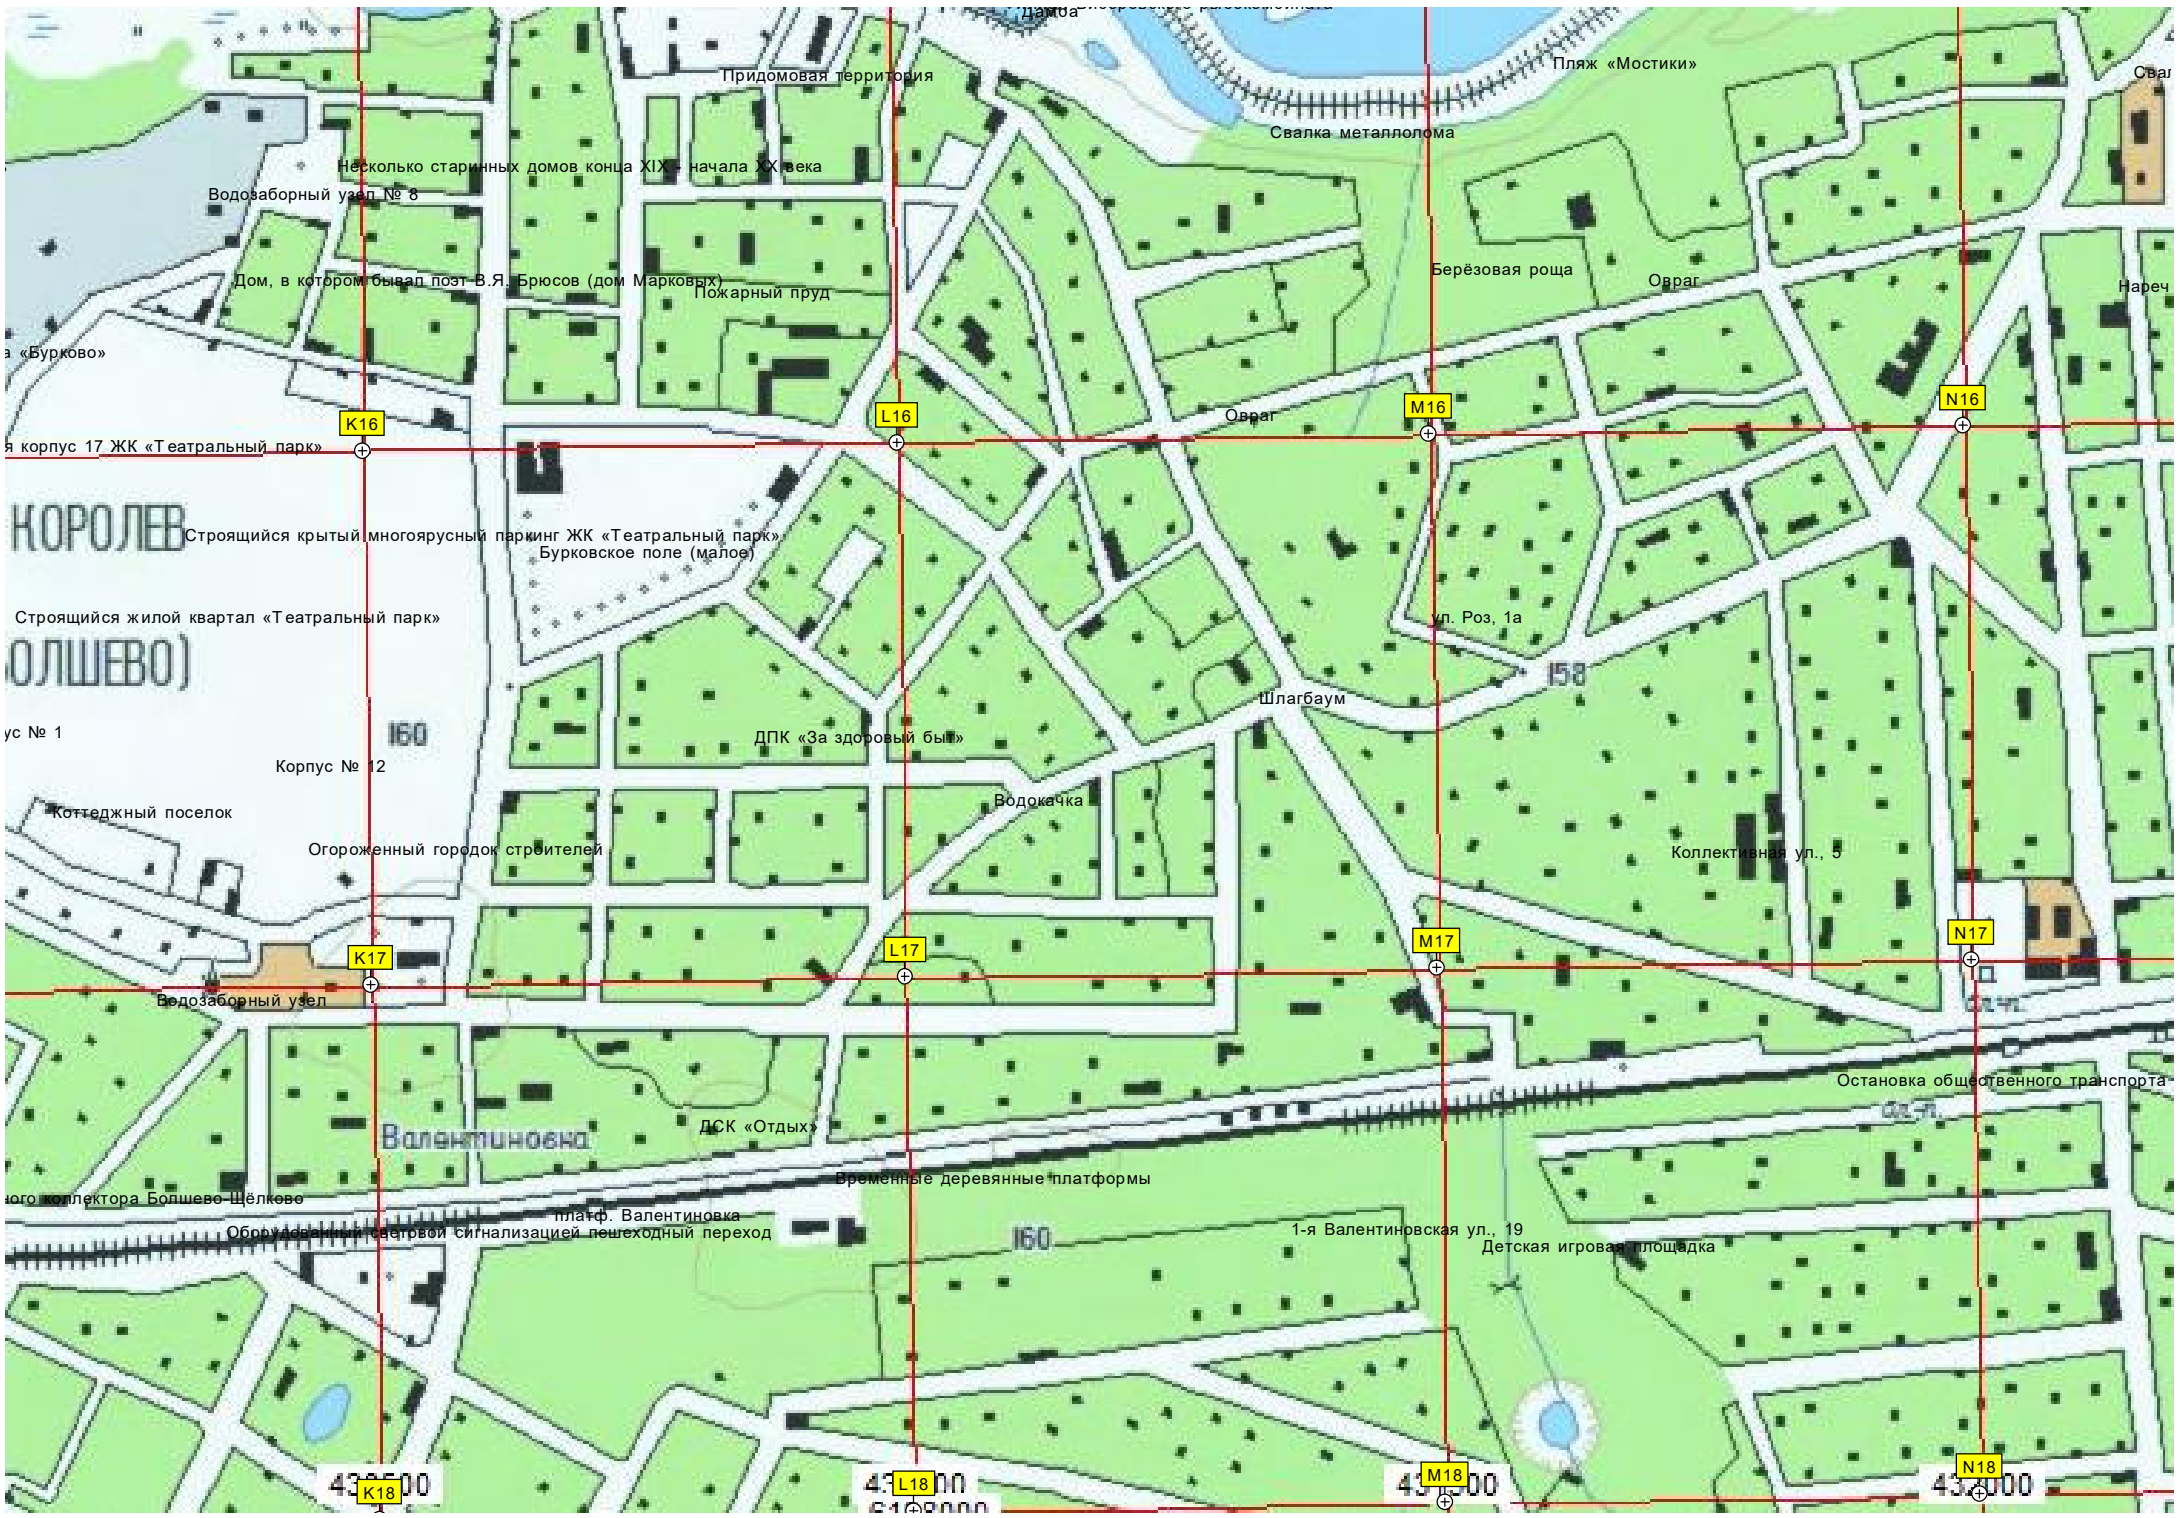 Дамба
Придомовая территория
Пляж «Мостики»
Свалка металлолома
Несколько старинных домов конца XIX - начала XX века
Водозаборный узел № 8
Берёзовая роща
Дом, в котором бывал поэт В.Я. Брюсов (дом Марковых)
Овраг
Нареч
Пожарный пруд
а «Бурково»
N16
M16
L16
K16
Овраг
я корпус 17 ЖК «Театральный парк»
КОРОЛЕВ
Строящийся крытый многоярусный паркинг ЖК «Театральный парк»
Бурковское поле (малое)
Строящийся жилой квартал «Театральный парк»
ул. Роз, 1а
ОЛШЕВО)
158
Шлагбаум
ус № 1
160
ДПК «За здоровый быт»
Корпус № 12
Водокачка
Коттеджный поселок
Огороженный городок строителей
Коллективная ул., 5
N17
M17
L17
K17
Водозаборный узел
Остановка общественного транспорта
ДСК «Отдых»
Валентиновка
Временные деревянные платформы
ного коллектора Болшево-Щёлково
платф. Валентиновка
Оборудованный световой сигнализацией пешеходный переход
160
1-я Валентиновская ул., 19
Детская игровая площадка
N18
M18
L18
K18